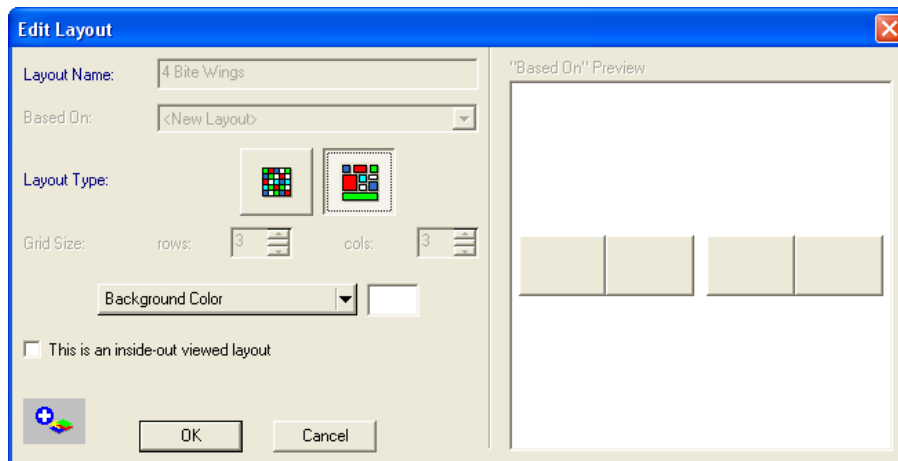 Edit Layout
Layout Name: 4 Bite Wings
Based On: <New Layout>
Layout Type:
Grid Size: rows: 3 cols: 3
Background Color
This is an inside-out viewed layout
OK Cancel
"Based On" Preview